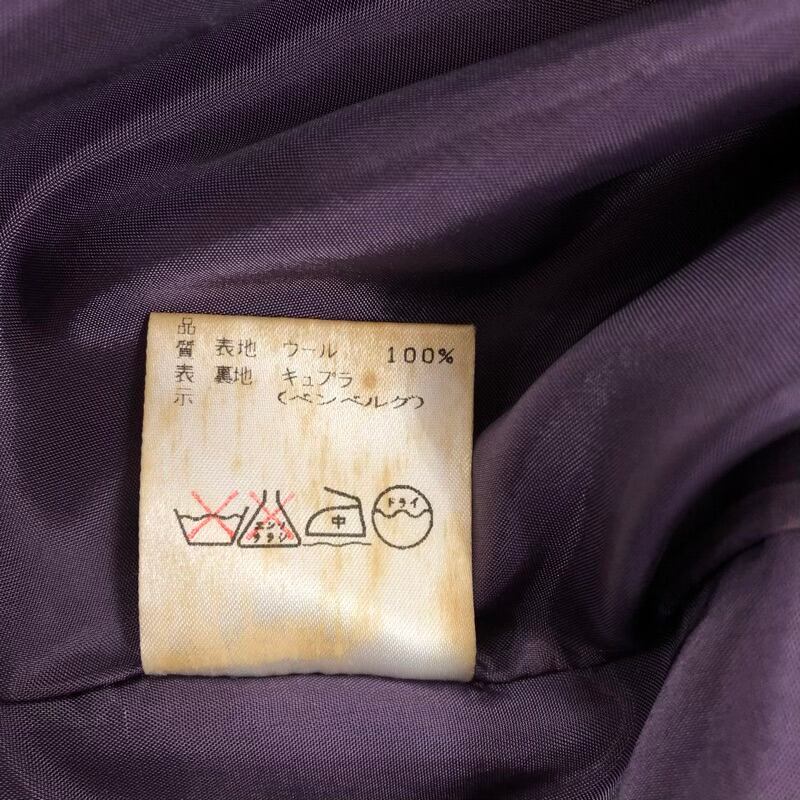 品質表示
表地 ウール 100%
裏地 キュプラ
(ベンベルグ)
エンソ
サラシ
中
ドライ